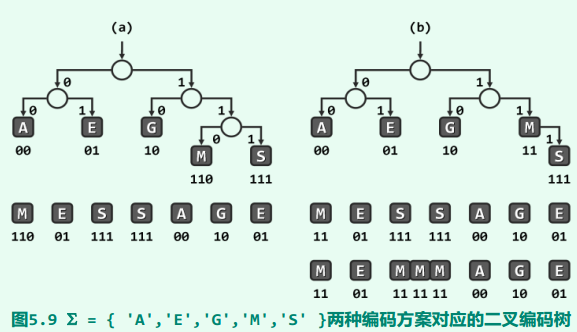 (a) (b)
0 1 0 1
0 1 0 1 0 1 0 1
A E G 0 1 A E G M 1
00 01 10 M S 00 01 10 11 S
110 111 111
M E S S A G E M E S S A G E
110 01 111 111 00 10 01 11 01 111 111 00 10 01
M E M M M A G E
11 01 11 11 11 00 10 01
图5.9 Σ = { 'A','E','G','M','S' }两种编码方案对应的二叉编码树